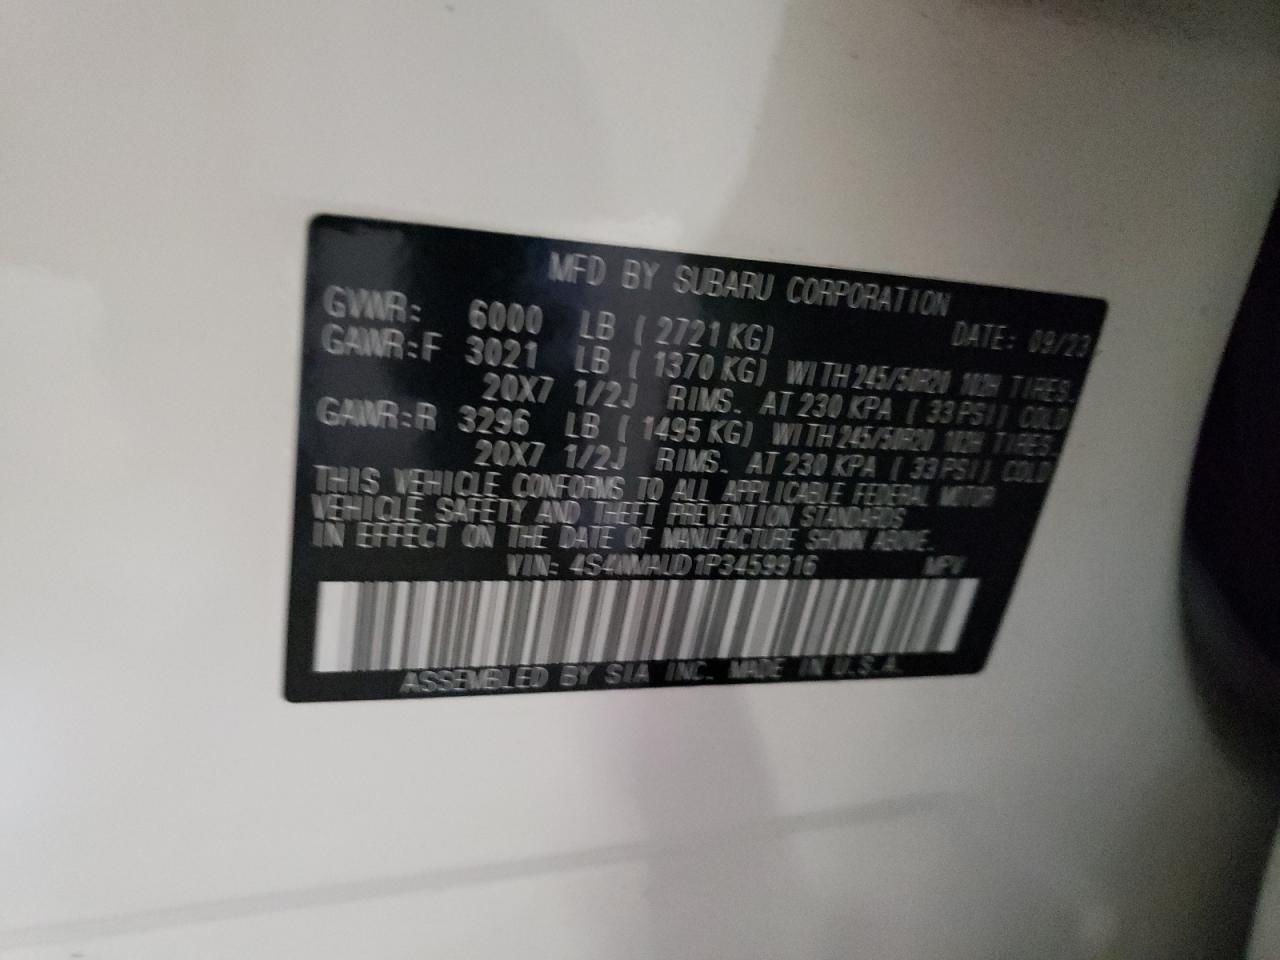 MFD BY SUBARU CORPORATION
GVWR: 6000 LB ( 2721 KG) DATE: 09/23
GAWR:F 3021 LB ( 1370 KG) WITH 245/50R20 102H TIRES.
20X7 1/2J RIMS. AT 230 KPA ( 33 PSI) COLD
GAWR:R 3296 LB ( 1495 KG) WITH 245/50R20 102H TIRES.
20X7 1/2J RIMS. AT 230 KPA ( 33 PSI) COLD
THIS VEHICLE CONFORMS TO ALL APPLICABLE FEDERAL MOTOR
VEHICLE SAFETY AND THEFT PREVENTION STANDARDS
IN EFFECT ON THE DATE OF MANUFACTURE SHOWN ABOVE.
VIN: 4S4WMAUD1P3459916 MPV
ASSEMBLED BY SIA INC. MADE IN U.S.A.